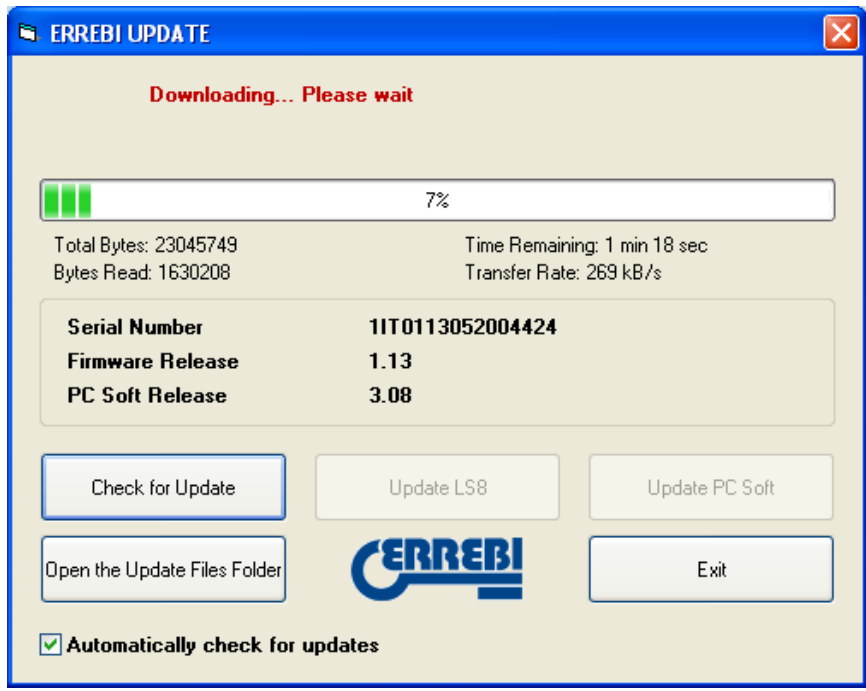 ERREBI UPDATE
Downloading... Please wait
7%
Total Bytes: 23045749
Time Remaining: 1 min 18 sec
Bytes Read: 1630208
Transfer Rate: 269 kB/s
Serial Number 1IT0113052004424
Firmware Release 1.13
PC Soft Release 3.08
Check for Update
Update LS8
Update PC Soft
Open the Update Files Folder
ERREBI
Exit
Automatically check for updates